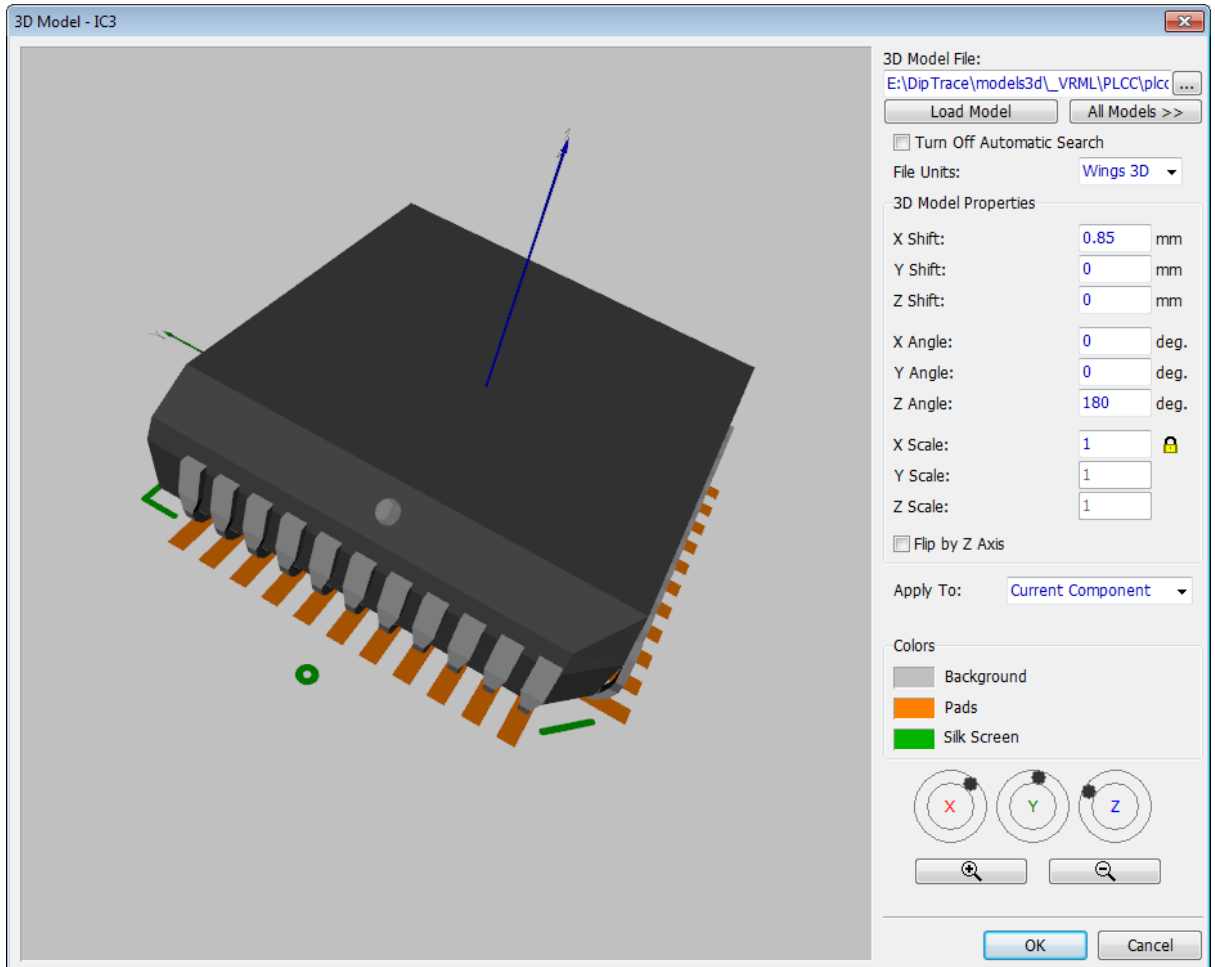 3D Model - IC3
3D Model File:
E:\DipTrace\models3d\_VRML\PLCC\plcc ...
Load Model All Models >>
Turn Off Automatic Search
File Units: Wings 3D
3D Model Properties
X Shift: 0.85 mm
Y Shift: 0 mm
Z Shift: 0 mm
X Angle: 0 deg.
Y Angle: 0 deg.
Z Angle: 180 deg.
X Scale: 1
Y Scale: 1
Z Scale: 1
Flip by Z Axis
Apply To: Current Component
Colors
Background
Pads
Silk Screen
X Y Z
OK Cancel